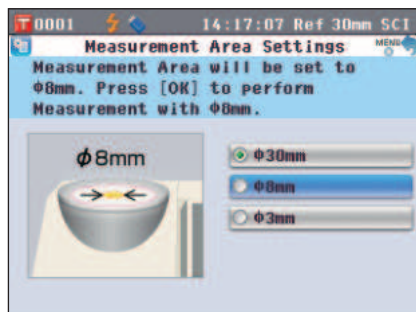 T 0001 14:17:07 Ref 30mm SCI
Measurement Area Settings MENU
Measurement Area will be set to
Φ8mm. Press [OK] to perform
Measurement with Φ8mm.
ϕ8mm
Φ30mm
Φ8mm
Φ3mm